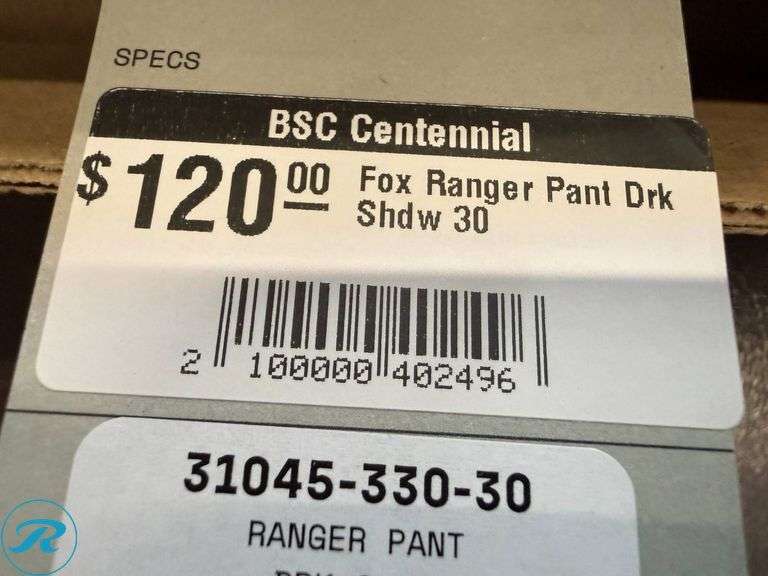 SPECS
BSC Centennial
$120.00 Fox Ranger Pant Drk
Shdw 30
2 100000 402496
31045-330-30
RANGER PANT
R